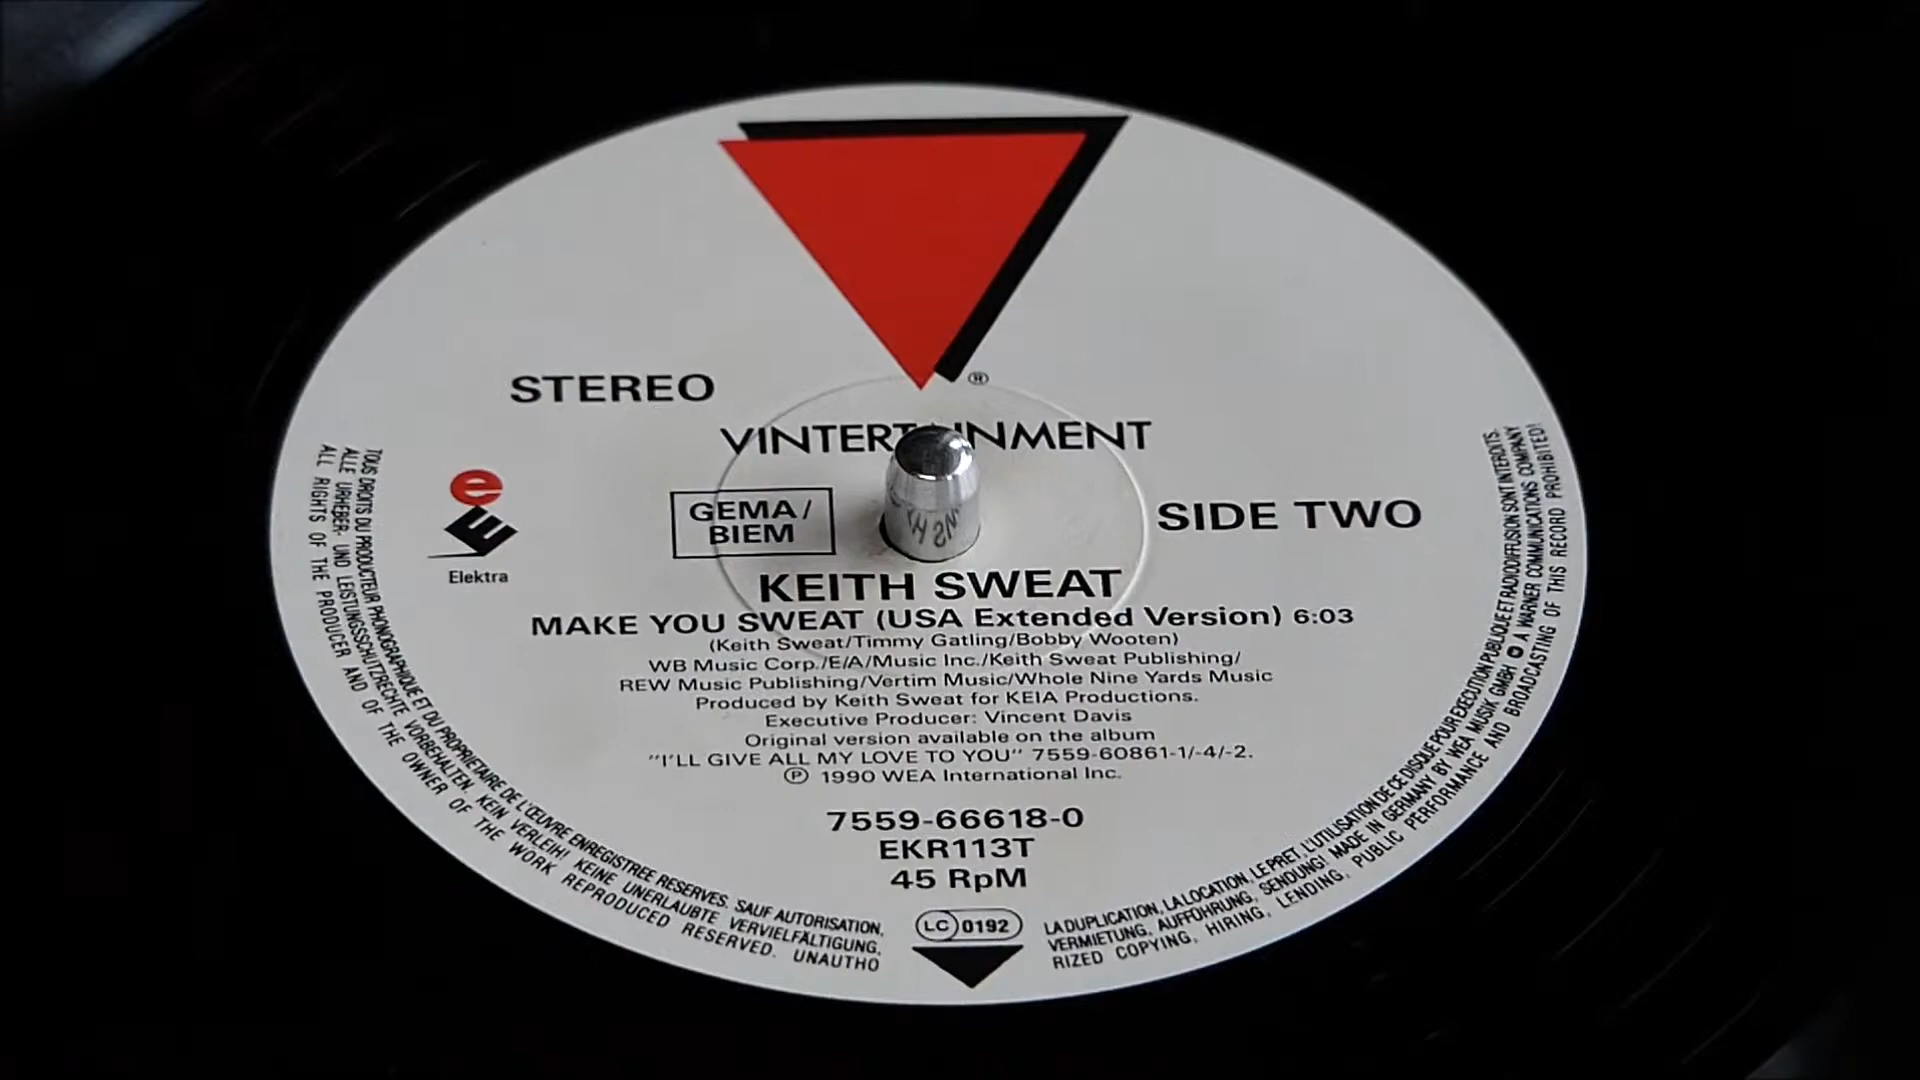 ®
STEREO
VINTERTAINMENT
e
E
Elektra
GEMA/
BIEM
SIDE TWO
KEITH SWEAT
MAKE YOU SWEAT (USA Extended Version) 6:03
(Keith Sweat/Timmy Gatling/Bobby Wooten)
WB Music Corp./E/A/Music Inc./Keith Sweat Publishing/
REW Music Publishing/Vertim Music/Whole Nine Yards Music
Produced by Keith Sweat for KEIA Productions.
Executive Producer: Vincent Davis
Original version available on the album
"I'LL GIVE ALL MY LOVE TO YOU" 7559-60861-1/-4/-2.
℗ 1990 WEA International Inc.
7559-66618-0
EKR113T
45 RpM
LC 0192
TOUS DROITS DU PRODUCTEUR PHONOGRAPHIQUE ET DU PROPRIETAIRE DE L'ŒUVRE ENREGISTREE RESERVES. SAUF AUTORISATION, LA DUPLICATION, LA LOCATION, LE PRET, L'UTILISATION DE CE DISQUE POUR EXECUTION PUBLIQUE ET RADIODIFFUSION SONT INTERDITS.
ALLE URHEBER- UND LEISTUNGSSCHUTZRECHTE VORBEHALTEN. KEIN VERLEIH! KEINE UNERLAUBTE VERVIELFÄLTIGUNG, VERMIETUNG, AUFFÜHRUNG, SENDUNG! MADE IN GERMANY BY WEA MUSIK GMBH A WARNER COMMUNICATIONS COMPANY
ALL RIGHTS OF THE PRODUCER AND OF THE OWNER OF THE WORK REPRODUCED RESERVED. UNAUTHORIZED COPYING, HIRING, LENDING, PUBLIC PERFORMANCE AND BROADCASTING OF THIS RECORD PROHIBITED!